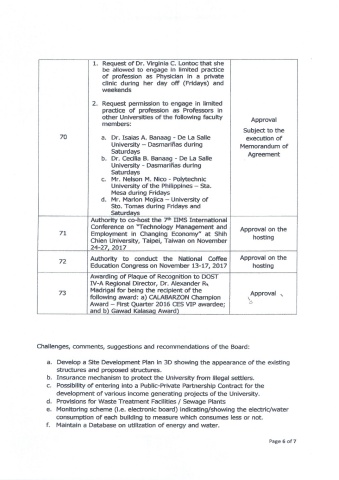 1. Request of Dr. Virginia C. Lontoc that she
be allowed to engage in limited practice
of profession as Physician in a private
clinic during her day off (Fridays) and
weekends
2. Request permission to engage in limited
practice of profession as Professors in
other Universities of the following faculty
members:
70
a. Dr. Isaias A. Banaag - De La Salle
University – Dasmariñas during
Saturdays
b. Dr. Cecilia B. Banaag - De La Salle
University - Dasmariñas during
Saturdays
c. Mr. Nelson M. Nico - Polytechnic
University of the Philippines – Sta.
Mesa during Fridays
d. Mr. Marlon Mojica – University of
Sto. Tomas during Fridays and
Saturdays
Approval
Subject to the
execution of
Memorandum of
Agreement
71
Authority to co-host the 7th IIMS International
Conference on "Technology Management and
Employment in Changing Economy" at Shih
Chien University, Taipei, Taiwan on November
24-27, 2017
Approval on the
hosting
72
Authority to conduct the National Coffee
Education Congress on November 13-17, 2017
Approval on the
hosting
73
Awarding of Plaque of Recognition to DOST
IV-A Regional Director, Dr. Alexander R.
Madrigal for being the recipient of the
following award: a) CALABARZON Champion
Award – First Quarter 2016 CES VIP awardee;
and b) Gawad Kalasag Award)
Approval
Challenges, comments, suggestions and recommendations of the Board:
a. Develop a Site Development Plan in 3D showing the appearance of the existing
structures and proposed structures.
b. Insurance mechanism to protect the University from illegal settlers.
c. Possibility of entering into a Public-Private Partnership Contract for the
development of various income generating projects of the University.
d. Provisions for Waste Treatment Facilities / Sewage Plants
e. Monitoring scheme (i.e. electronic board) indicating/showing the electric/water
consumption of each building to measure which consumes less or not.
f. Maintain a Database on utilization of energy and water.
Page 6 of 7